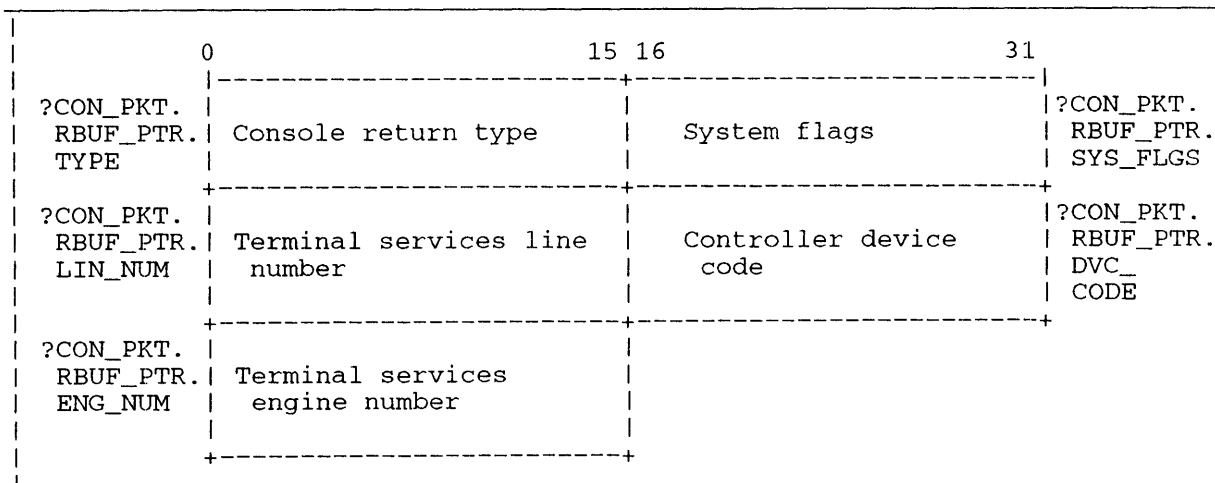 0 15 16 31
?CON_PKT. ?CON_PKT.
RBUF_PTR. Console return type System flags RBUF_PTR.
TYPE SYS_FLGS
?CON_PKT. ?CON_PKT.
RBUF_PTR. Terminal services line Controller device RBUF_PTR.
LIN_NUM number code DVC_
CODE
?CON_PKT.
RBUF_PTR. Terminal services
ENG_NUM engine number